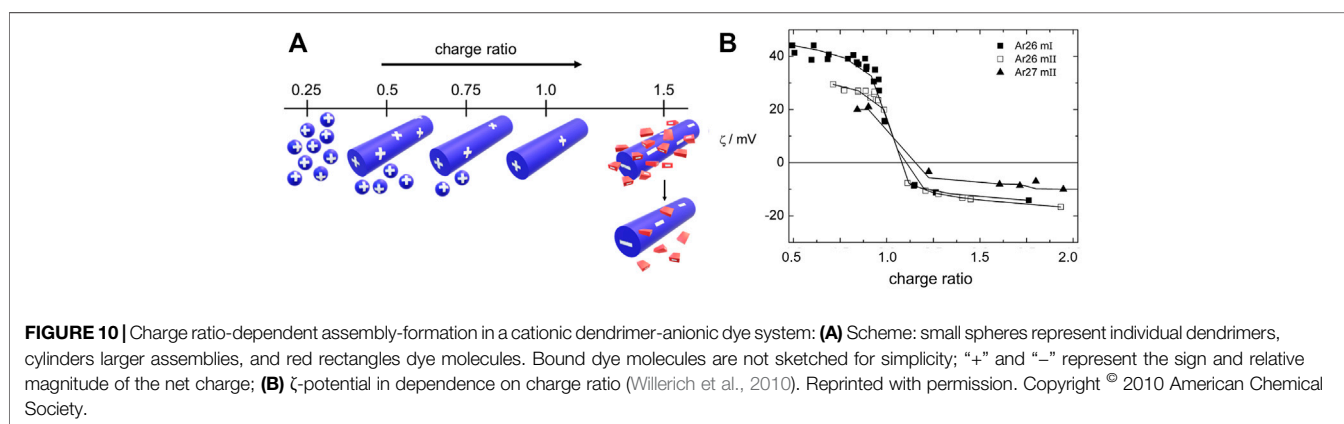 A
charge ratio
0.25
0.5
0.75
1.0
1.5
B
ζ / mV
40
20
0
-20
Ar26 mI
Ar26 mII
Ar27 mII
0.5
1.0
1.5
2.0
charge ratio
FIGURE 10 | Charge ratio-dependent assembly-formation in a cationic dendrimer-anionic dye system: (A) Scheme: small spheres represent individual dendrimers,
cylinders larger assemblies, and red rectangles dye molecules. Bound dye molecules are not sketched for simplicity; “+” and “−” represent the sign and relative
magnitude of the net charge; (B) ζ-potential in dependence on charge ratio (Willerich et al., 2010). Reprinted with permission. Copyright © 2010 American Chemical
Society.